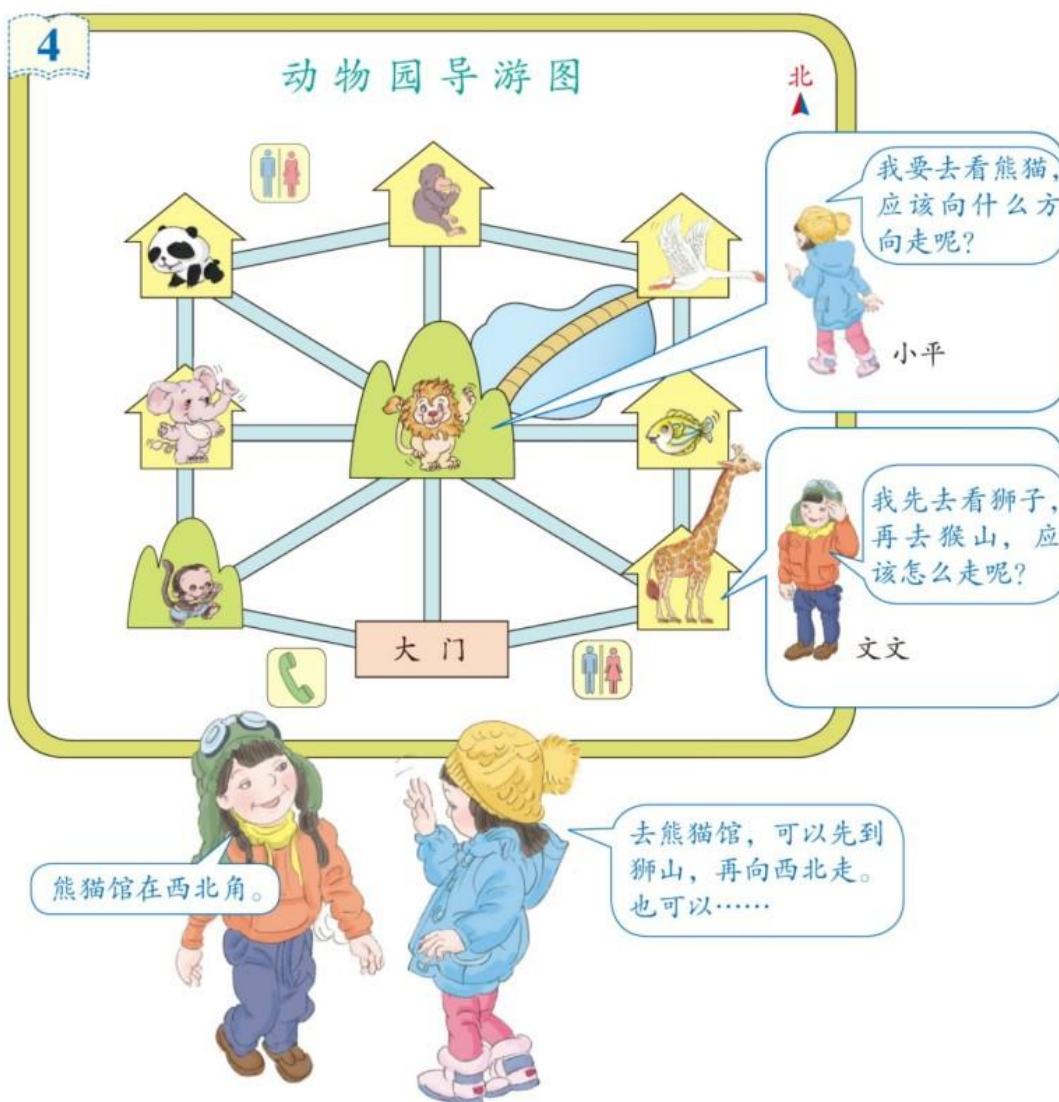 4
动物园导游图
北
我要去看熊猫，
应该向什么方
向走呢？
小平
我先去看狮子，
再去猴山，应
该怎么走呢？
文文
大门
熊猫馆在西北角。
去熊猫馆，可以先到
狮山，再向西北走。
也可以……